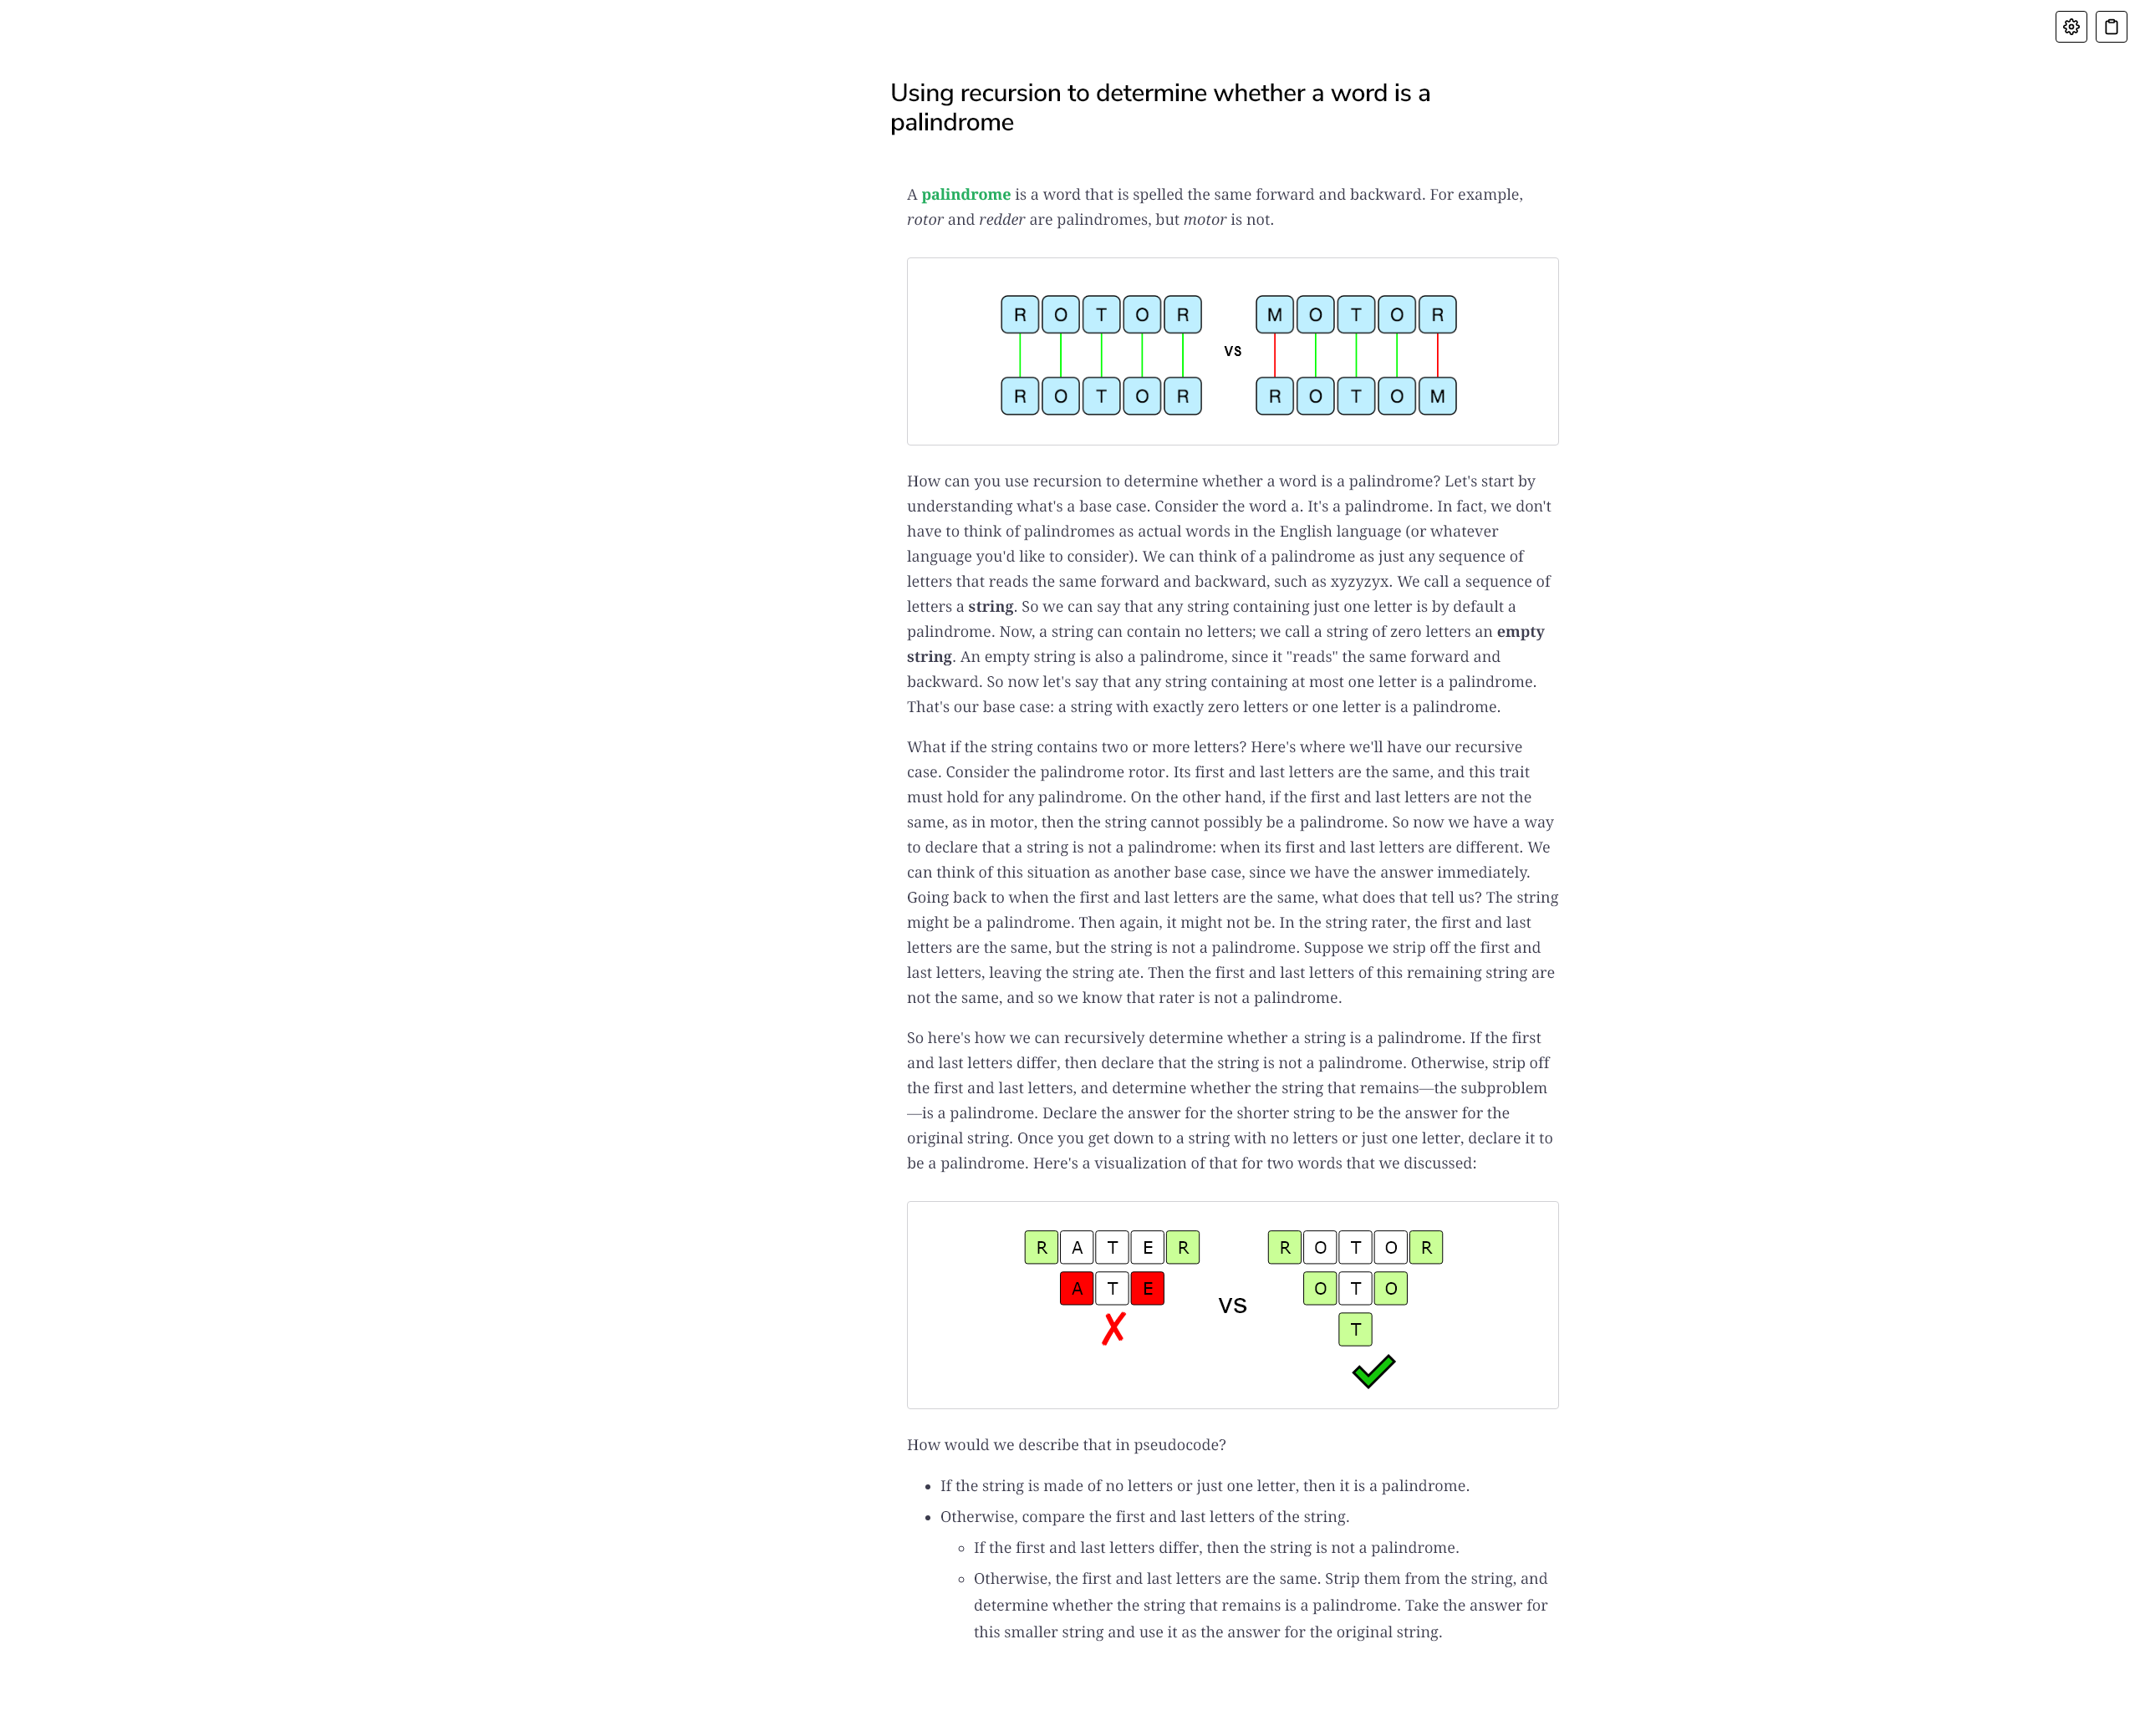 Using recursion to determine whether a word is a
palindrome
A palindrome is a word that is spelled the same forward and backward. For example,
rotor and redder are palindromes, but motor is not.
R O T O R
M O T O R
VS
R O T O R
R O T O M
How can you use recursion to determine whether a word is a palindrome? Let's start by
understanding what's a base case. Consider the word a. It's a palindrome. In fact, we don't
have to think of palindromes as actual words in the English language (or whatever
language you'd like to consider). We can think of a palindrome as just any sequence of
letters that reads the same forward and backward, such as xyzyzyx. We call a sequence of
letters a string. So we can say that any string containing just one letter is by default a
palindrome. Now, a string can contain no letters; we call a string of zero letters an empty
string. An empty string is also a palindrome, since it "reads" the same forward and
backward. So now let's say that any string containing at most one letter is a palindrome.
That's our base case: a string with exactly zero letters or one letter is a palindrome.
What if the string contains two or more letters? Here's where we'll have our recursive
case. Consider the palindrome rotor. Its first and last letters are the same, and this trait
must hold for any palindrome. On the other hand, if the first and last letters are not the
same, as in motor, then the string cannot possibly be a palindrome. So now we have a way
to declare that a string is not a palindrome: when its first and last letters are different. We
can think of this situation as another base case, since we have the answer immediately.
Going back to when the first and last letters are the same, what does that tell us? The string
might be a palindrome. Then again, it might not be. In the string rater, the first and last
letters are the same, but the string is not a palindrome. Suppose we strip off the first and
last letters, leaving the string ate. Then the first and last letters of this remaining string are
not the same, and so we know that rater is not a palindrome.
So here's how we can recursively determine whether a string is a palindrome. If the first
and last letters differ, then declare that the string is not a palindrome. Otherwise, strip off
the first and last letters, and determine whether the string that remains—the subproblem
—is a palindrome. Declare the answer for the shorter string to be the answer for the
original string. Once you get down to a string with no letters or just one letter, declare it to
be a palindrome. Here's a visualization of that for two words that we discussed:
R A T E R
A T E
VS
R O T O R
O T O
T
How would we describe that in pseudocode?
• If the string is made of no letters or just one letter, then it is a palindrome.
• Otherwise, compare the first and last letters of the string.
◦ If the first and last letters differ, then the string is not a palindrome.
◦ Otherwise, the first and last letters are the same. Strip them from the string, and
determine whether the string that remains is a palindrome. Take the answer for
this smaller string and use it as the answer for the original string.